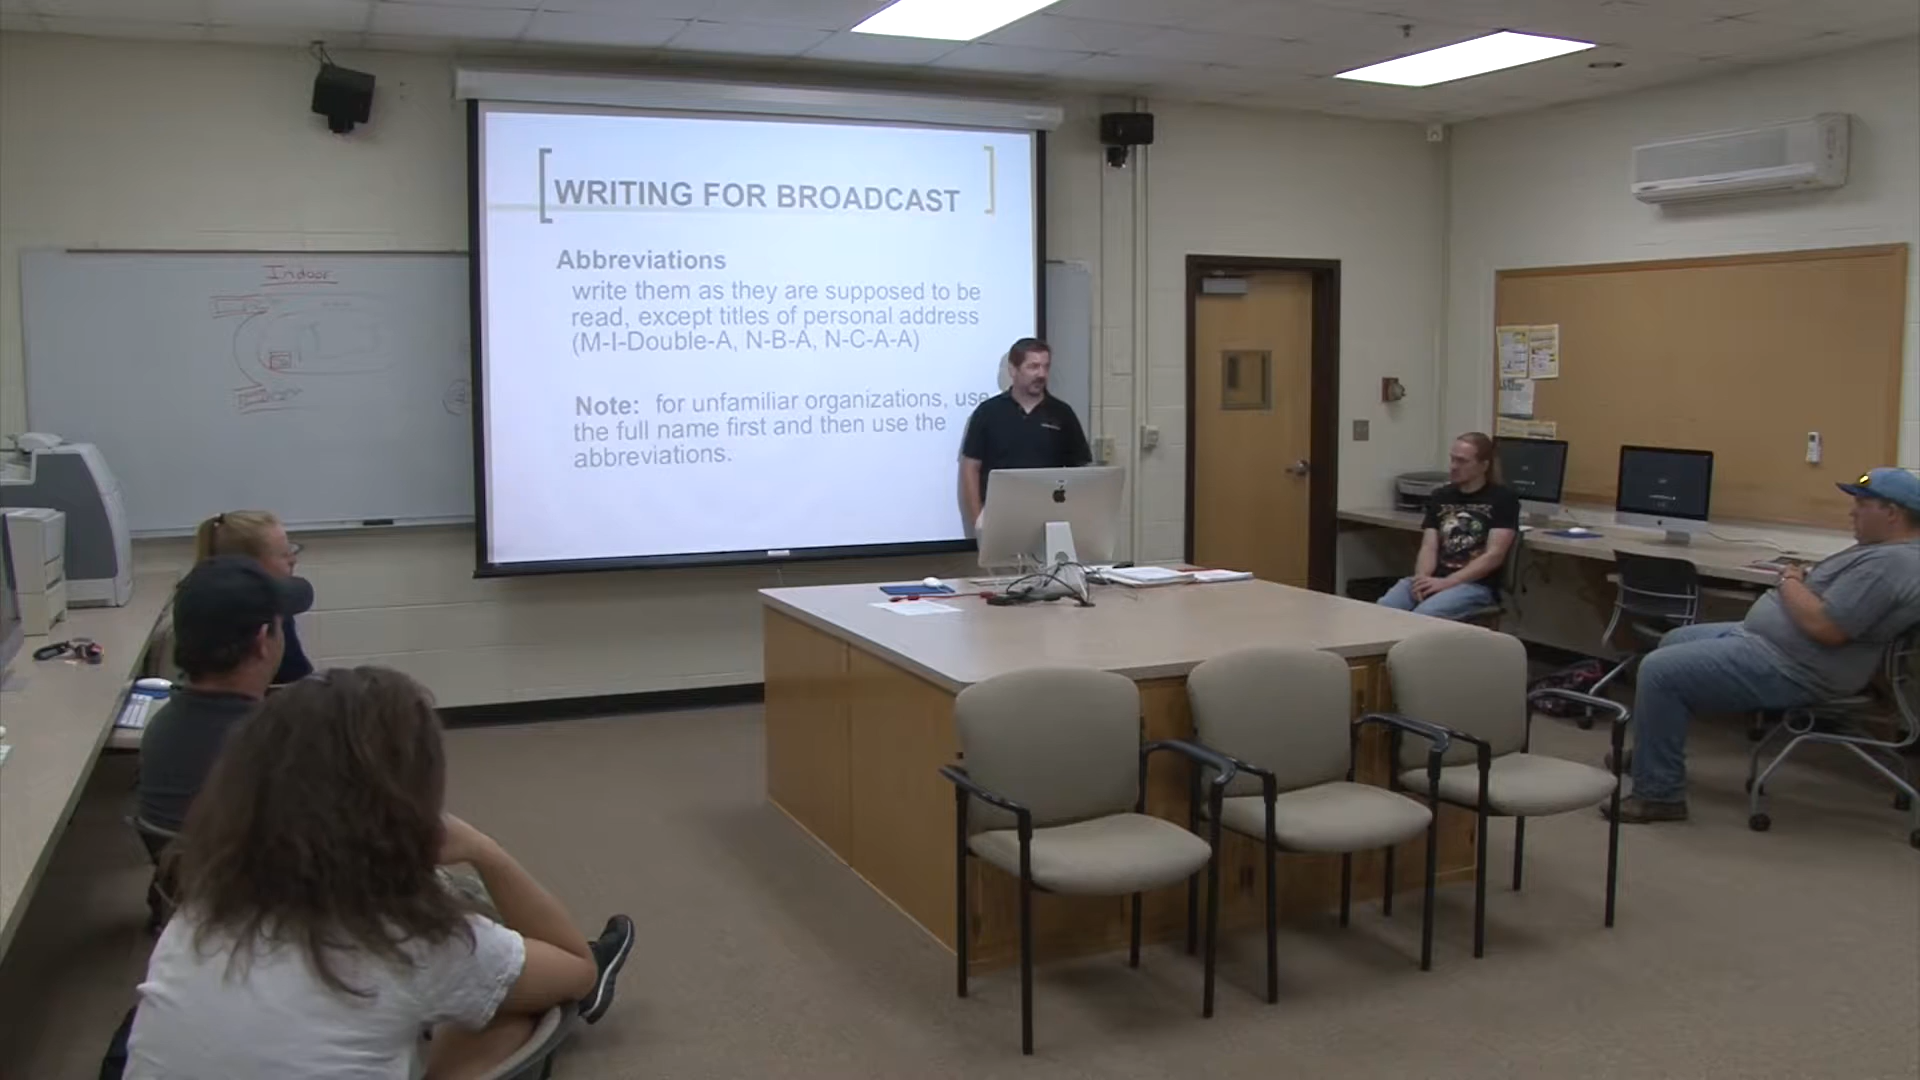 WRITING FOR BROADCAST
Abbreviations
write them as they are supposed to be
read, except titles of personal address
(M-I-Double-A, N-B-A, N-C-A-A)
Note: for unfamiliar organizations, use
the full name first and then use the
abbreviations.
Indoor